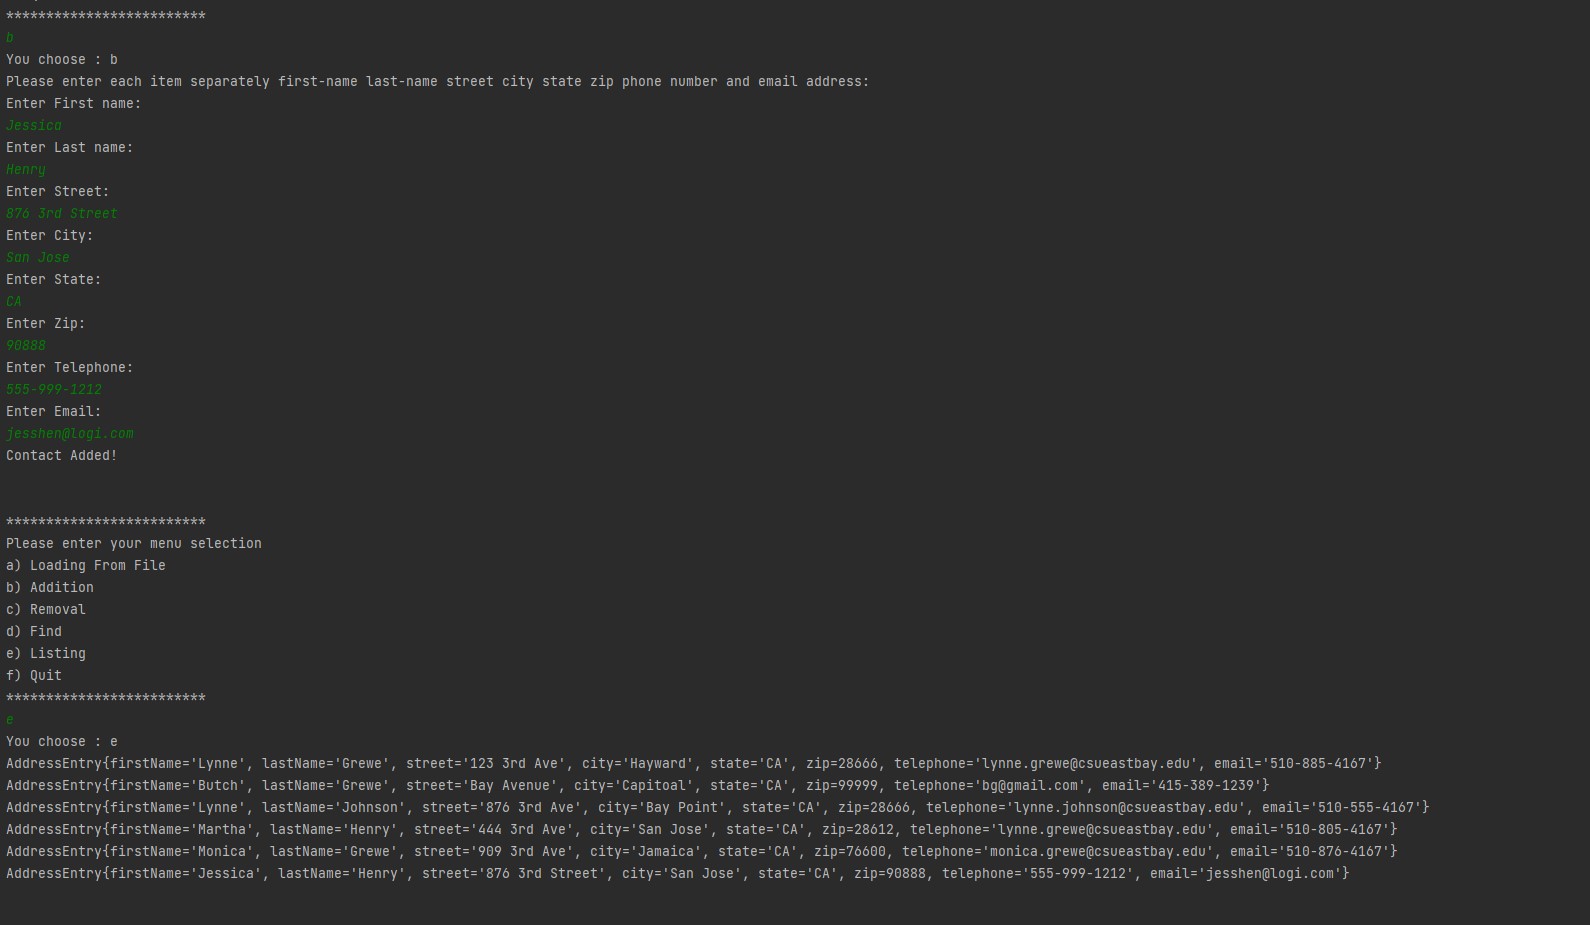 *************************
b
You choose : b
Please enter each item separately first-name last-name street city state zip phone number and email address:
Enter First name:
Jessica
Enter Last name:
Henry
Enter Street:
876 3rd Street
Enter City:
San Jose
Enter State:
CA
Enter Zip:
90888
Enter Telephone:
555-999-1212
Enter Email:
jesshen@logi.com
Contact Added!
*************************
Please enter your menu selection
a) Loading From File
b) Addition
c) Removal
d) Find
e) Listing
f) Quit
*************************
e
You choose : e
AddressEntry{firstName='Lynne', lastName='Grewe', street='123 3rd Ave', city='Hayward', state='CA', zip=28666, telephone='lynne.grewe@csueastbay.edu', email='510-885-4167'}
AddressEntry{firstName='Butch', lastName='Grewe', street='Bay Avenue', city='Capitoal', state='CA', zip=99999, telephone='bg@gmail.com', email='415-389-1239'}
AddressEntry{firstName='Lynne', lastName='Johnson', street='876 3rd Ave', city='Bay Point', state='CA', zip=28666, telephone='lynne.johnson@csueastbay.edu', email='510-555-4167'}
AddressEntry{firstName='Martha', lastName='Henry', street='444 3rd Ave', city='San Jose', state='CA', zip=28612, telephone='lynne.grewe@csueastbay.edu', email='510-805-4167'}
AddressEntry{firstName='Monica', lastName='Grewe', street='909 3rd Ave', city='Jamaica', state='CA', zip=76600, telephone='monica.grewe@csueastbay.edu', email='510-876-4167'}
AddressEntry{firstName='Jessica', lastName='Henry', street='876 3rd Street', city='San Jose', state='CA', zip=90888, telephone='555-999-1212', email='jesshen@logi.com'}